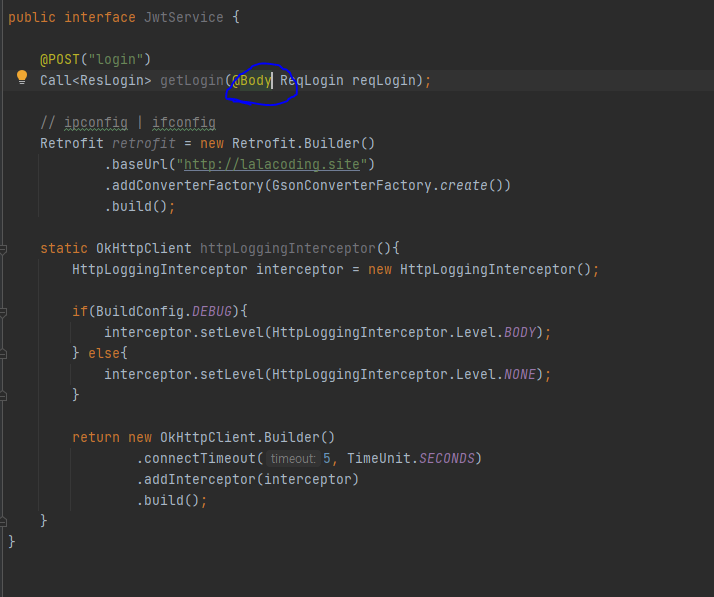 public interface JwtService {
@POST("login")
Call<ResLogin> getLogin(@Body ReqLogin reqLogin);
// ipconfig | ifconfig
Retrofit retrofit = new Retrofit.Builder()
.baseUrl("http://lalacoding.site")
.addConverterFactory(GsonConverterFactory.create())
.build();
static OkHttpClient httpLoggingInterceptor(){
HttpLoggingInterceptor interceptor = new HttpLoggingInterceptor();
if(BuildConfig.DEBUG){
interceptor.setLevel(HttpLoggingInterceptor.Level.BODY);
} else{
interceptor.setLevel(HttpLoggingInterceptor.Level.NONE);
}
return new OkHttpClient.Builder()
.connectTimeout( timeout: 5, TimeUnit.SECONDS)
.addInterceptor(interceptor)
.build();
}
}